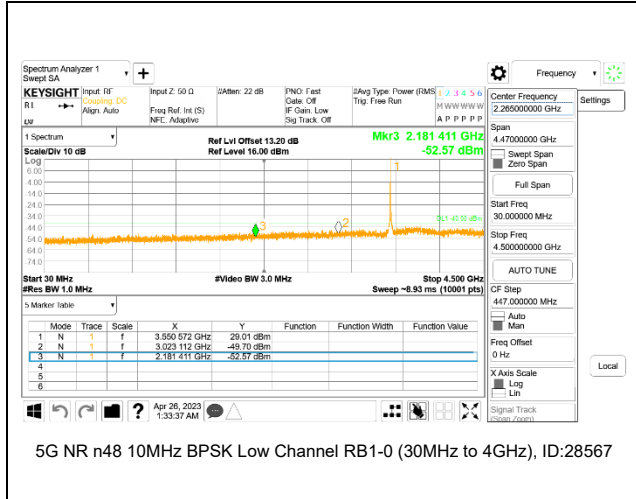 Spectrum Analyzer 1
Swept SA
KEYSIGHT
Input: RF
Coupling: DC
Align: Auto
Input Z: 50 Ω
Freq Ref: Int (S)
NFE: Adaptive
#Atten: 22 dB
PNO: Fast
Gate: Off
IF Gain: Low
Sig Track: Off
#Avg Type: Power (RMS
Trig: Free Run
1 2 3 4 5 6
M W W W W W
A P P P P P
RL
1 Spectrum
Scale/Div 10 dB
Log
Ref Lvl Offset 13.20 dB
Ref Level 16.00 dBm
Mkr3 2.181 411 GHz
-52.57 dBm
6.00
-4.00
-14.0
-24.0
-34.0
-44.0
-54.0
-64.0
-74.0
1
2
3
Start 30 MHz
#Res BW 1.0 MHz
#Video BW 3.0 MHz
Stop 4.500 GHz
Sweep ~8.93 ms (10001 pts)
5 Marker Table
Mode Trace Scale X Y Function Function Width Function Value
1 N 1 f 3.550 572 GHz 29.01 dBm
2 N 1 f 3.023 112 GHz -49.70 dBm
3 N 1 f 2.181 411 GHz -52.57 dBm
4
5
6
?
Apr 26, 2023
1:33:37 AM
Frequency
Settings
Center Frequency
2.265000000 GHz
Span
4.47000000 GHz
Swept Span
Zero Span
Full Span
Start Freq
30.000000 MHz
Stop Freq
4.500000000 GHz
AUTO TUNE
CF Step
447.000000 MHz
Auto
Man
Freq Offset
0 Hz
X Axis Scale
Log
Lin
Signal Track
(Span Zoom)
Local
5G NR n48 10MHz BPSK Low Channel RB1-0 (30MHz to 4GHz), ID:28567